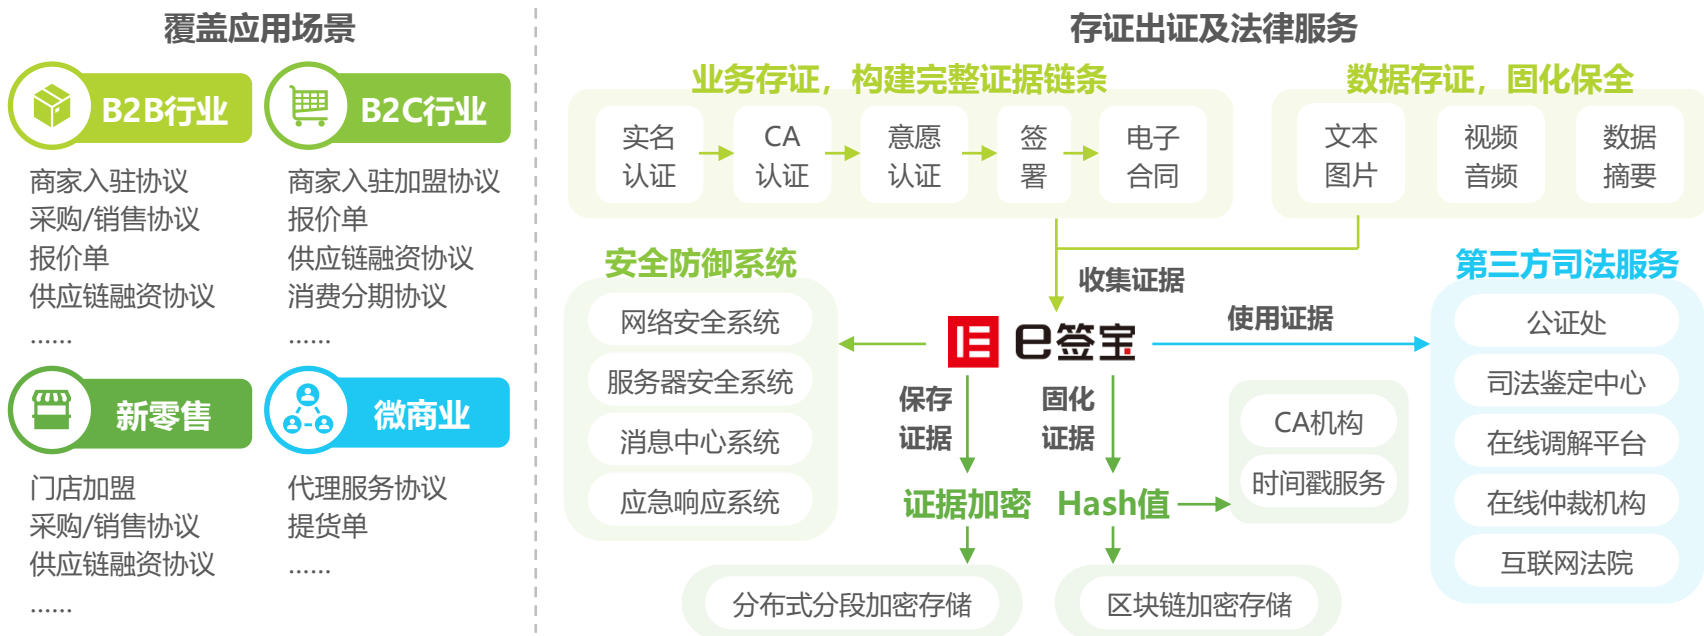 覆盖应用场景
B2B行业
商家入驻协议
采购/销售协议
报价单
供应链融资协议
......
B2C行业
商家入驻加盟协议
报价单
供应链融资协议
消费分期协议
......
新零售
门店加盟
采购/销售协议
供应链融资协议
......
微商业
代理服务协议
提货单
......
存证出证及法律服务
业务存证，构建完整证据链条
实名
认证
CA
认证
意愿
认证
签
署
电子
合同
数据存证，固化保全
文本
图片
视频
音频
数据
摘要
收集证据
安全防御系统
网络安全系统
服务器安全系统
消息中心系统
应急响应系统
e签宝
使用证据
保存
证据
固化
证据
证据加密
Hash值
CA机构
时间戳服务
分布式分段加密存储
区块链加密存储
第三方司法服务
公证处
司法鉴定中心
在线调解平台
在线仲裁机构
互联网法院